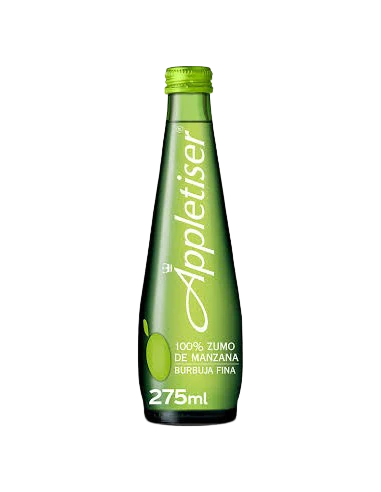 Appletiser®
100% ZUMO
DE MANZANA
BURBUJA FINA
275ml